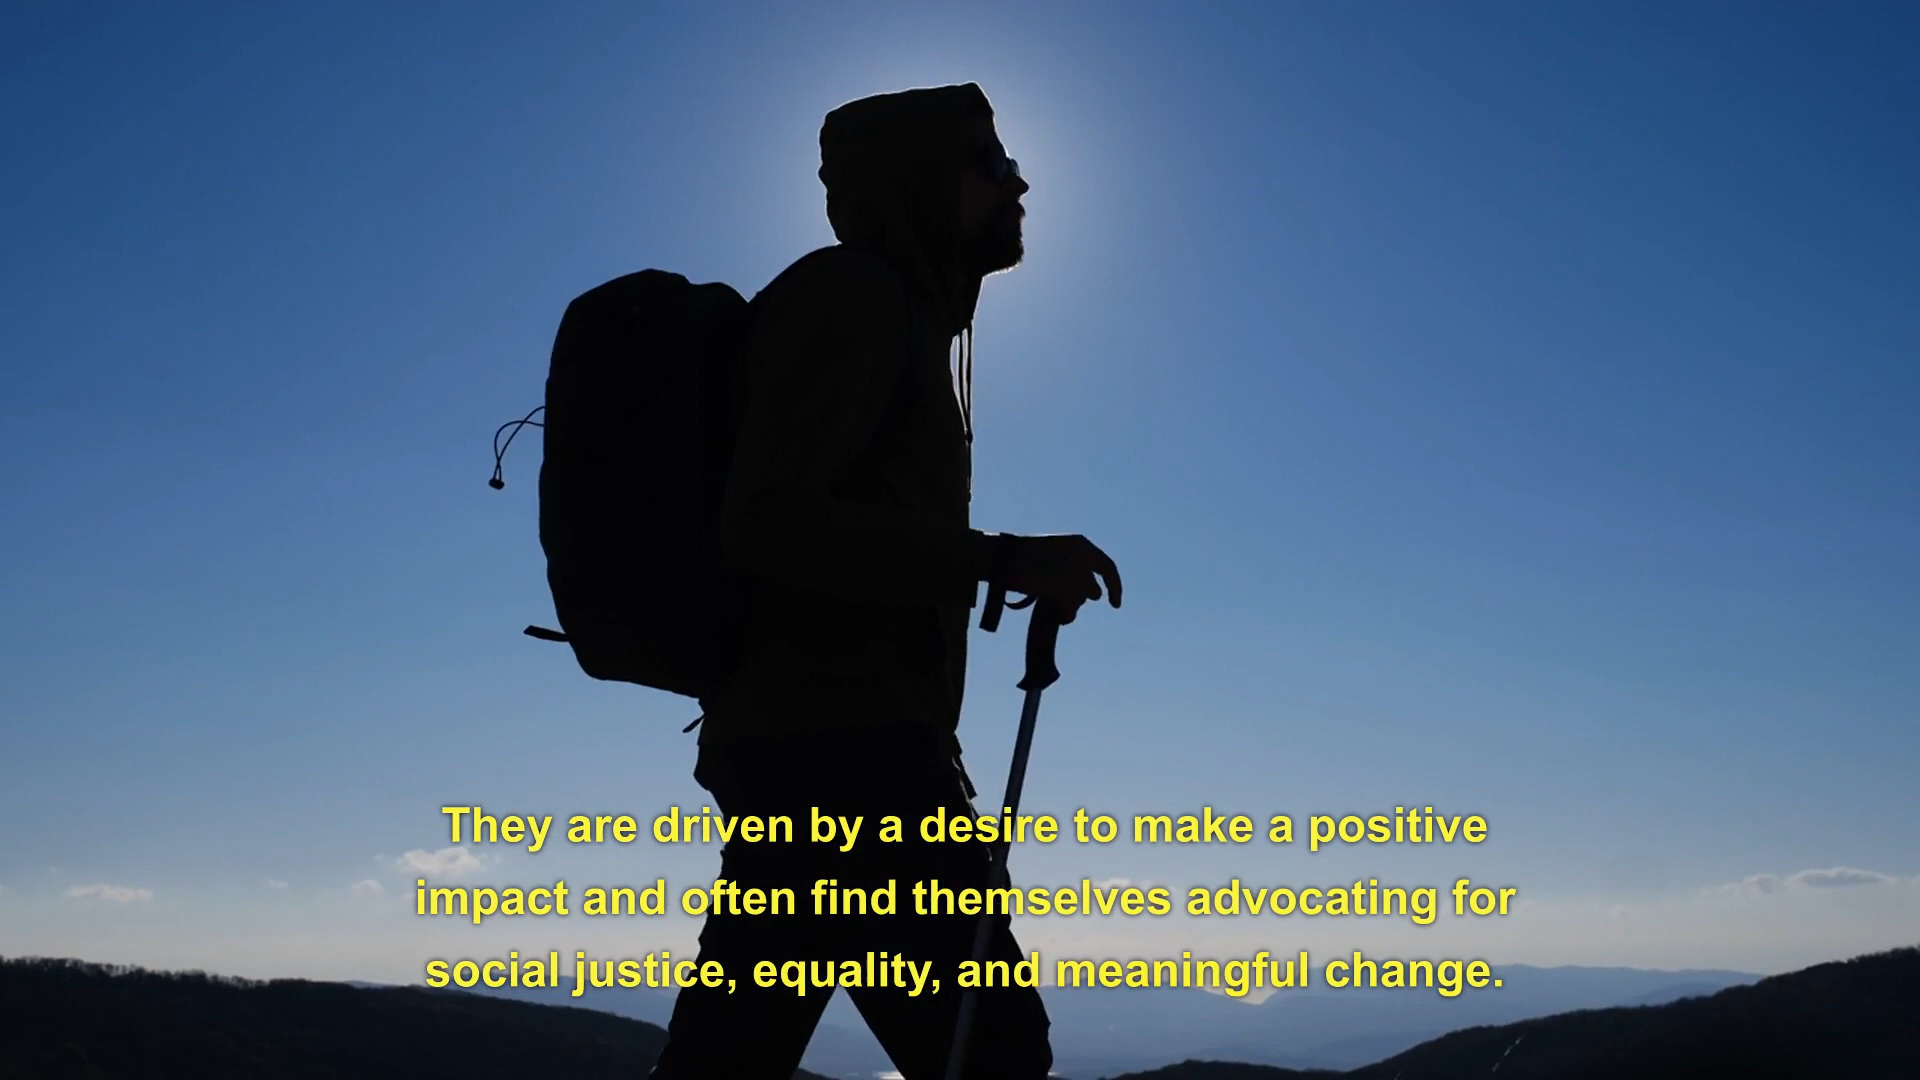 They are driven by a desire to make a positive
impact and often find themselves advocating for
social justice, equality, and meaningful change.